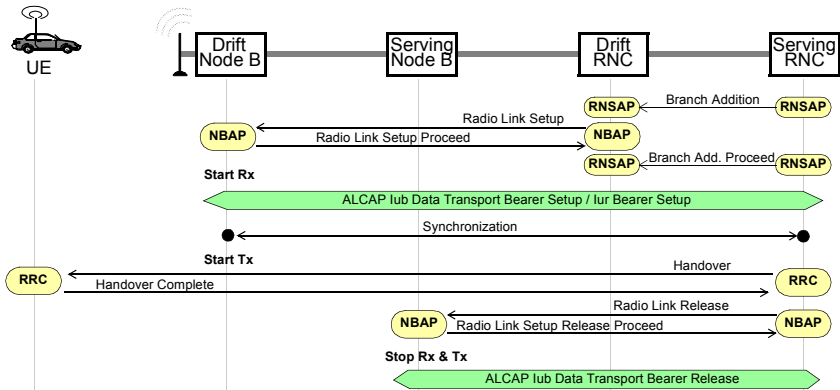 UE
Drift
Node B
Serving
Node B
Drift
RNC
Serving
RNC
RNSAP
Branch Addition
RNSAP
NBAP
Radio Link Setup
Radio Link Setup Proceed
NBAP
RNSAP
Branch Add. Proceed
RNSAP
Start Rx
ALCAP Iub Data Transport Bearer Setup / Iur Bearer Setup
Synchronization
Start Tx
RRC
Handover
Handover Complete
RRC
NBAP
Radio Link Release
Radio Link Setup Release Proceed
NBAP
Stop Rx & Tx
ALCAP Iub Data Transport Bearer Release